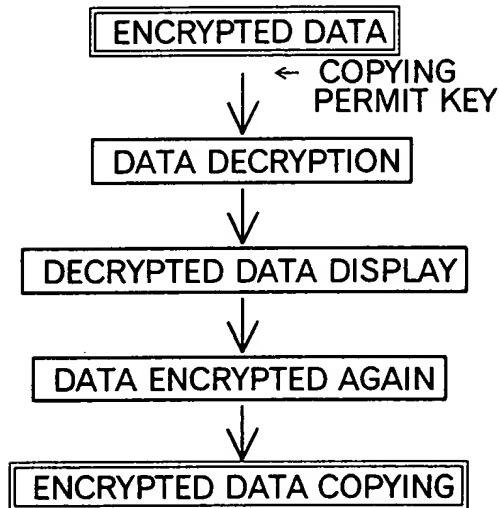 ENCRYPTED DATA
← COPYING
PERMIT KEY
DATA DECRYPTION
DECRYPTED DATA DISPLAY
DATA ENCRYPTED AGAIN
ENCRYPTED DATA COPYING